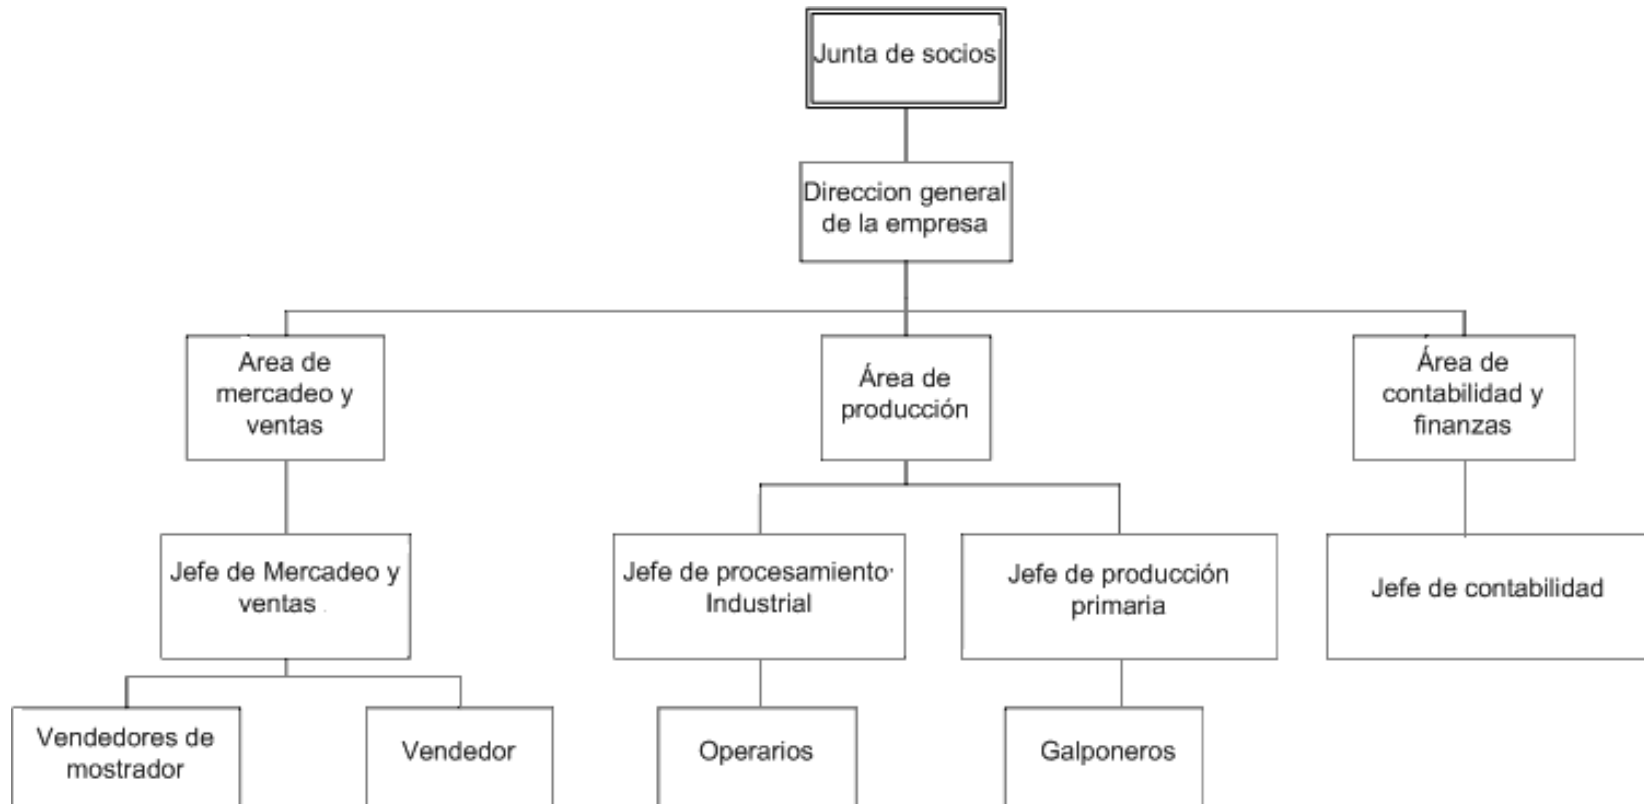 Junta de socios
Direccion general
de la empresa
Area de
mercadeo y
ventas
Área de
producción
Área de
contabilidad y
finanzas
Jefe de Mercadeo y
ventas
Jefe de procesamiento
Industrial
Jefe de producción
primaria
Jefe de contabilidad
Vendedores de
mostrador
Vendedor
Operarios
Galponeros